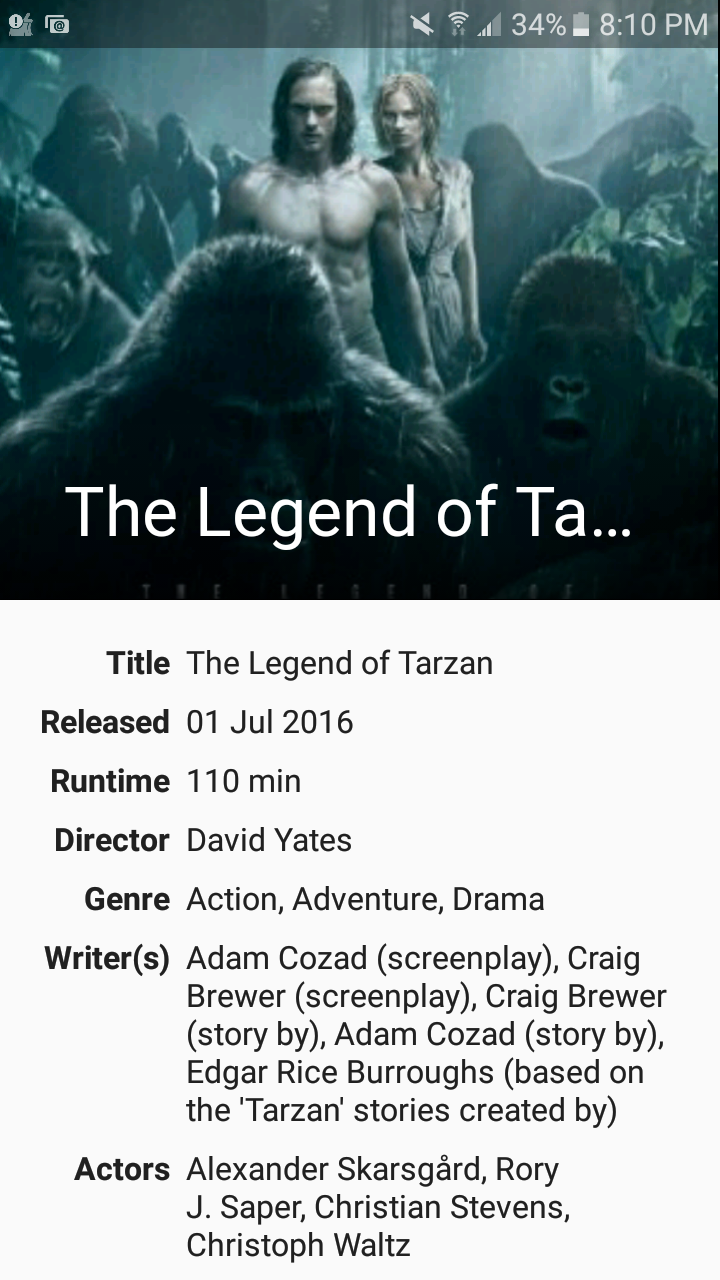 34% 8:10 PM
The Legend of Ta...
THE LEGEND OF
Title The Legend of Tarzan
Released 01 Jul 2016
Runtime 110 min
Director David Yates
Genre Action, Adventure, Drama
Writer(s) Adam Cozad (screenplay), Craig
Brewer (screenplay), Craig Brewer
(story by), Adam Cozad (story by),
Edgar Rice Burroughs (based on
the 'Tarzan' stories created by)
Actors Alexander Skarsgård, Rory
J. Saper, Christian Stevens,
Christoph Waltz